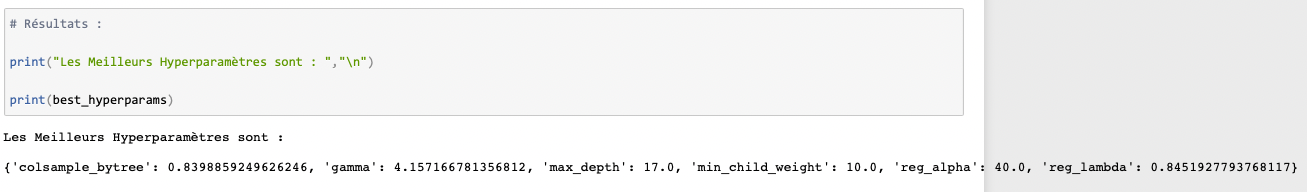 # Résultats :
print("Les Meilleurs Hyperparamètres sont : ","\n")
print(best_hyperparams)
Les Meilleurs Hyperparamètres sont :
{'colsample_bytree': 0.8398859249626246, 'gamma': 4.157166781356812, 'max_depth': 17.0, 'min_child_weight': 10.0, 'reg_alpha': 40.0, 'reg_lambda': 0.8451927793768117}